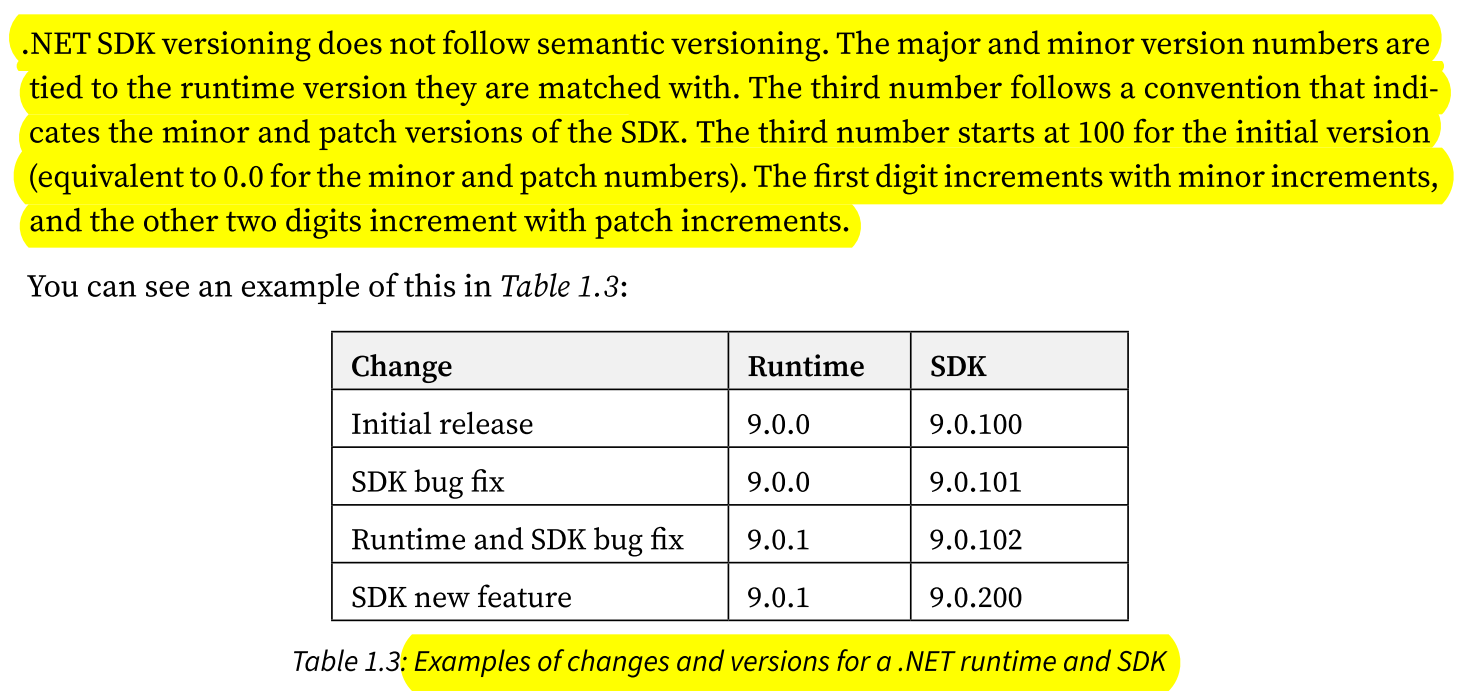 .NET SDK versioning does not follow semantic versioning. The major and minor version numbers are
tied to the runtime version they are matched with. The third number follows a convention that indi-
cates the minor and patch versions of the SDK. The third number starts at 100 for the initial version
(equivalent to 0.0 for the minor and patch numbers). The first digit increments with minor increments,
and the other two digits increment with patch increments.
You can see an example of this in Table 1.3:
Change Runtime SDK
Initial release 9.0.0 9.0.100
SDK bug fix 9.0.0 9.0.101
Runtime and SDK bug fix 9.0.1 9.0.102
SDK new feature 9.0.1 9.0.200
Table 1.3: Examples of changes and versions for a .NET runtime and SDK